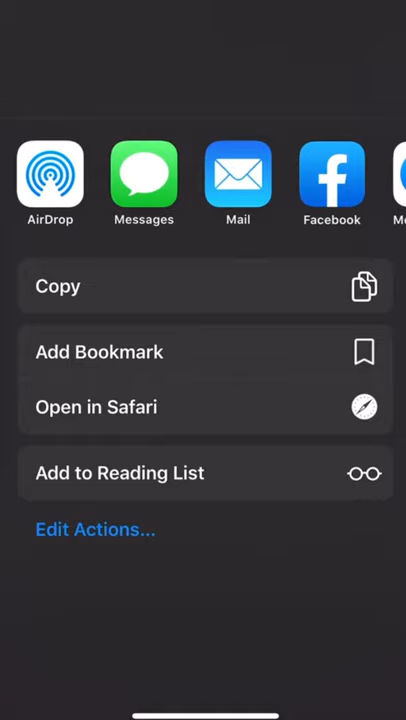 AirDrop
Messages
Mail
Facebook
Copy
Add Bookmark
Open in Safari
Add to Reading List
Edit Actions...